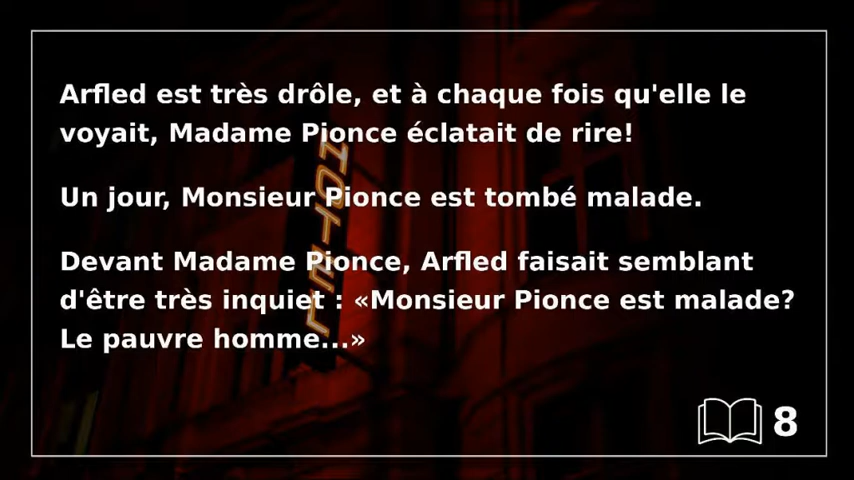 Arfled est très drôle, et à chaque fois qu'elle le
voyait, Madame Pionce éclatait de rire!
Un jour, Monsieur Pionce est tombé malade.
Devant Madame Pionce, Arfled faisait semblant
d'être très inquiet : «Monsieur Pionce est malade?
Le pauvre homme...»
HOTEL
8